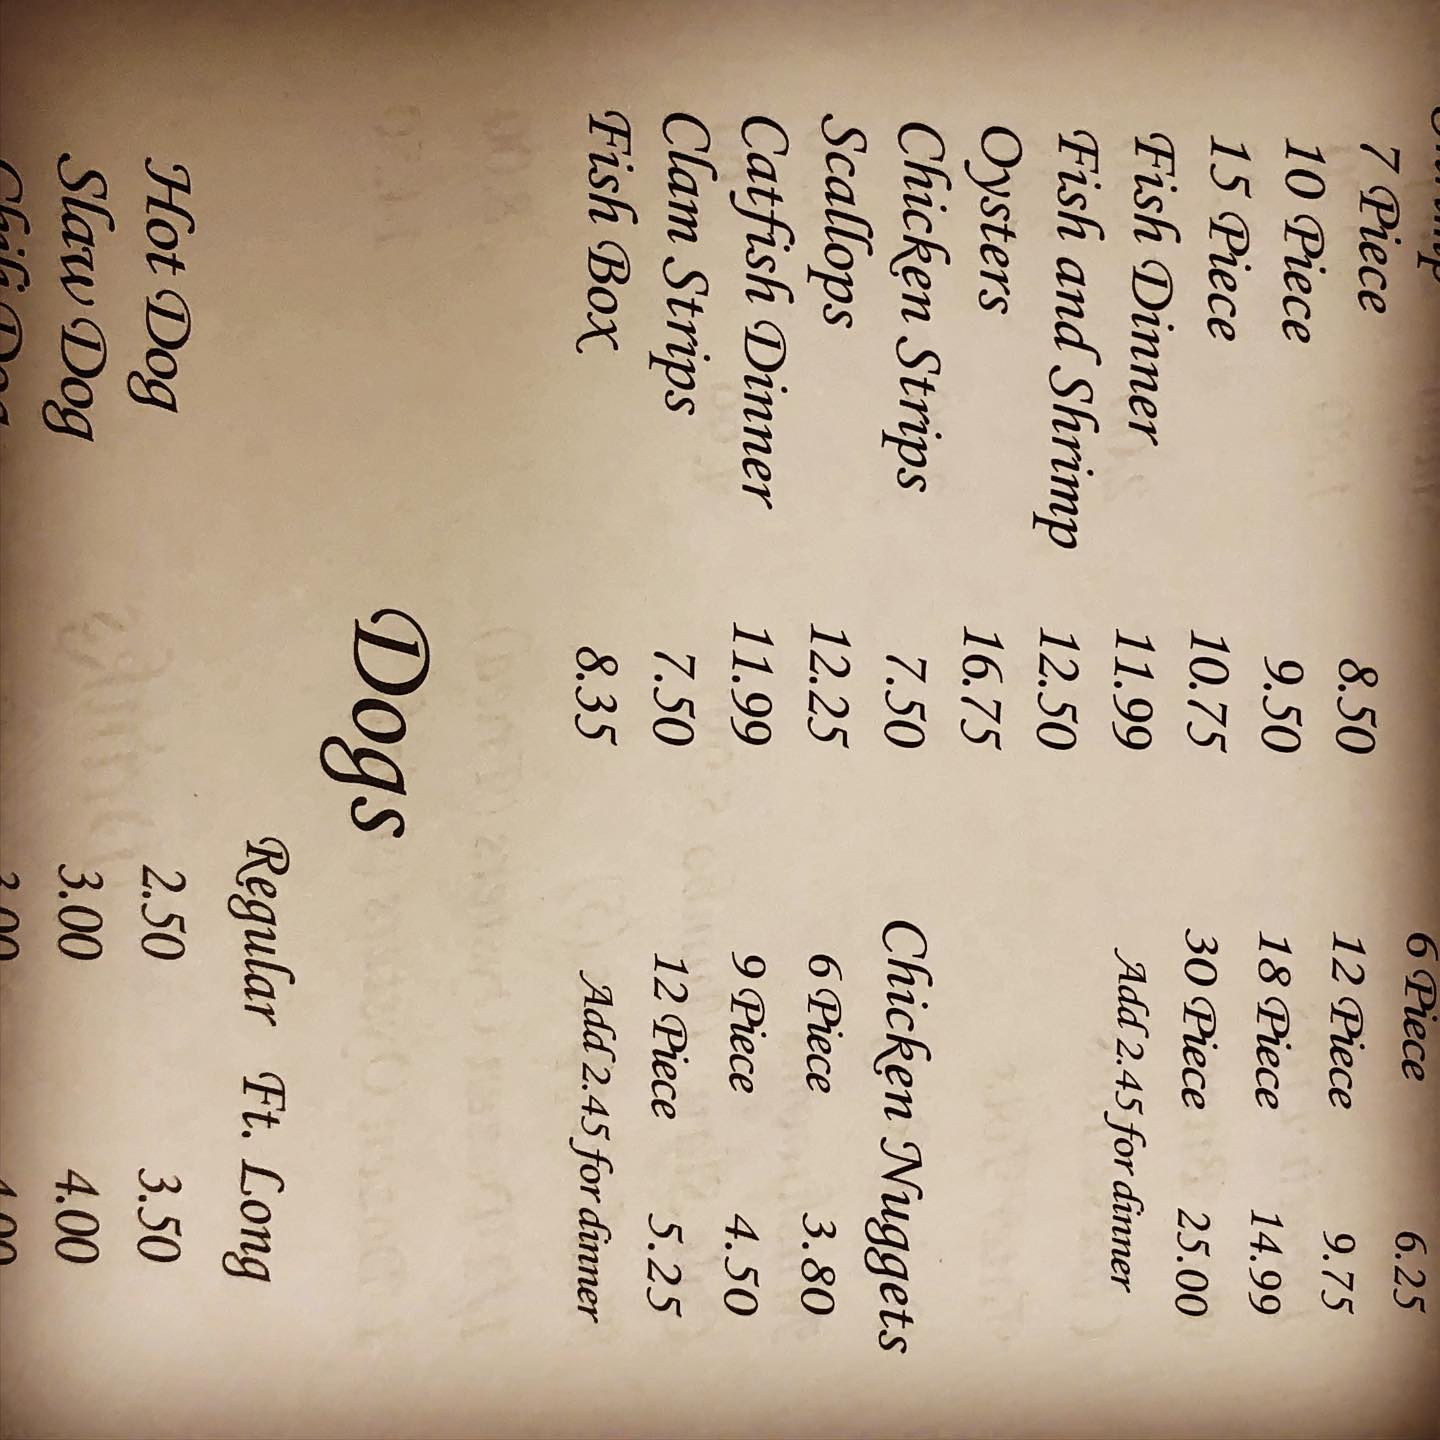 7 Piece 8.50
10 Piece 9.50
15 Piece 10.75
Fish Dinner 11.99
Fish and Shrimp 12.50
Oysters 16.75
Chicken Strips 7.50
Scallops 12.25
Catfish Dinner 11.99
Clam Strips 7.50
Fish Box 8.35
6 Piece 6.25
12 Piece 9.75
18 Piece 14.99
30 Piece 25.00
Add 2.45 for dinner
Chicken Nuggets
6 Piece 3.80
9 Piece 4.50
12 Piece 5.25
Add 2.45 for dinner
Dogs
Regular Ft. Long
Hot Dog 2.50 3.50
Slaw Dog 3.00 4.00